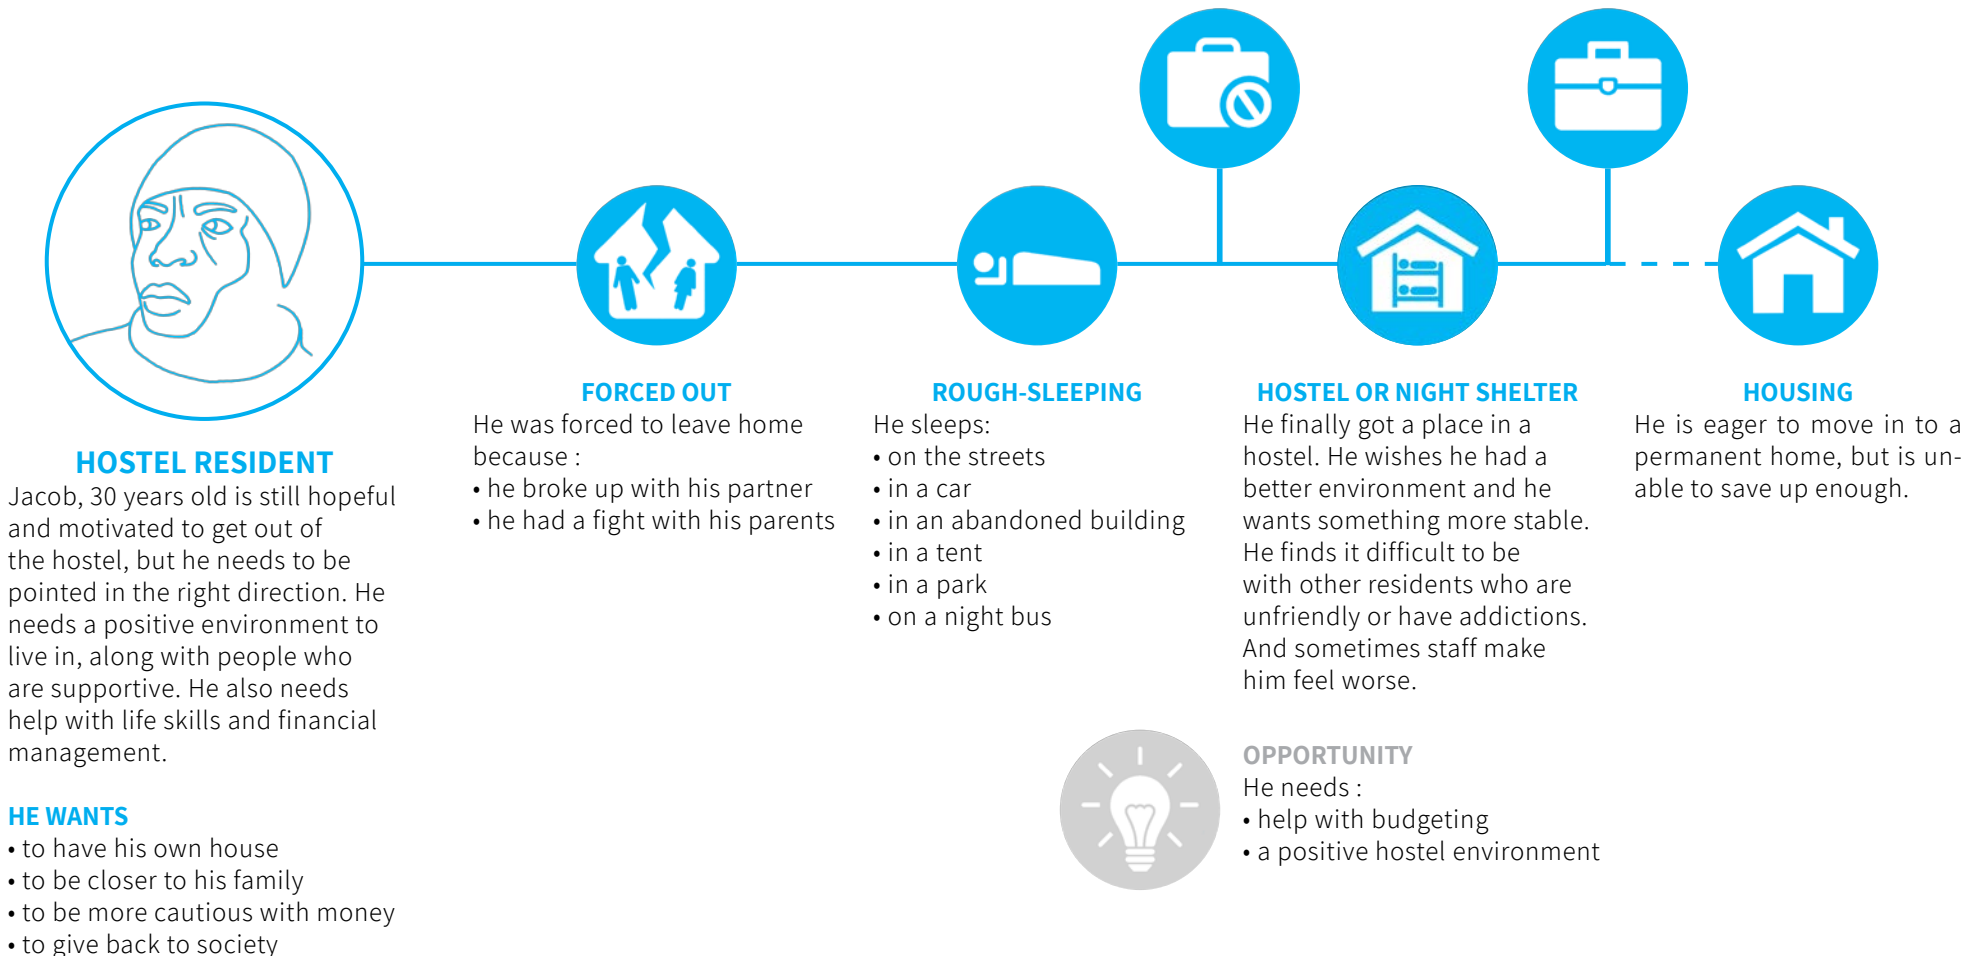 HOSTEL RESIDENT
Jacob, 30 years old is still hopeful
and motivated to get out of
the hostel, but he needs to be
pointed in the right direction. He
needs a positive environment to
live in, along with people who
are supportive. He also needs
help with life skills and financial
management.
HE WANTS
• to have his own house
• to be closer to his family
• to be more cautious with money
• to give back to society
FORCED OUT
He was forced to leave home
because :
• he broke up with his partner
• he had a fight with his parents
ROUGH-SLEEPING
He sleeps:
• on the streets
• in a car
• in an abandoned building
• in a tent
• in a park
• on a night bus
HOSTEL OR NIGHT SHELTER
He finally got a place in a
hostel. He wishes he had a
better environment and he
wants something more stable.
He finds it difficult to be
with other residents who are
unfriendly or have addictions.
And sometimes staff make
him feel worse.
OPPORTUNITY
He needs :
• help with budgeting
• a positive hostel environment
HOUSING
He is eager to move in to a
permanent home, but is un-
able to save up enough.